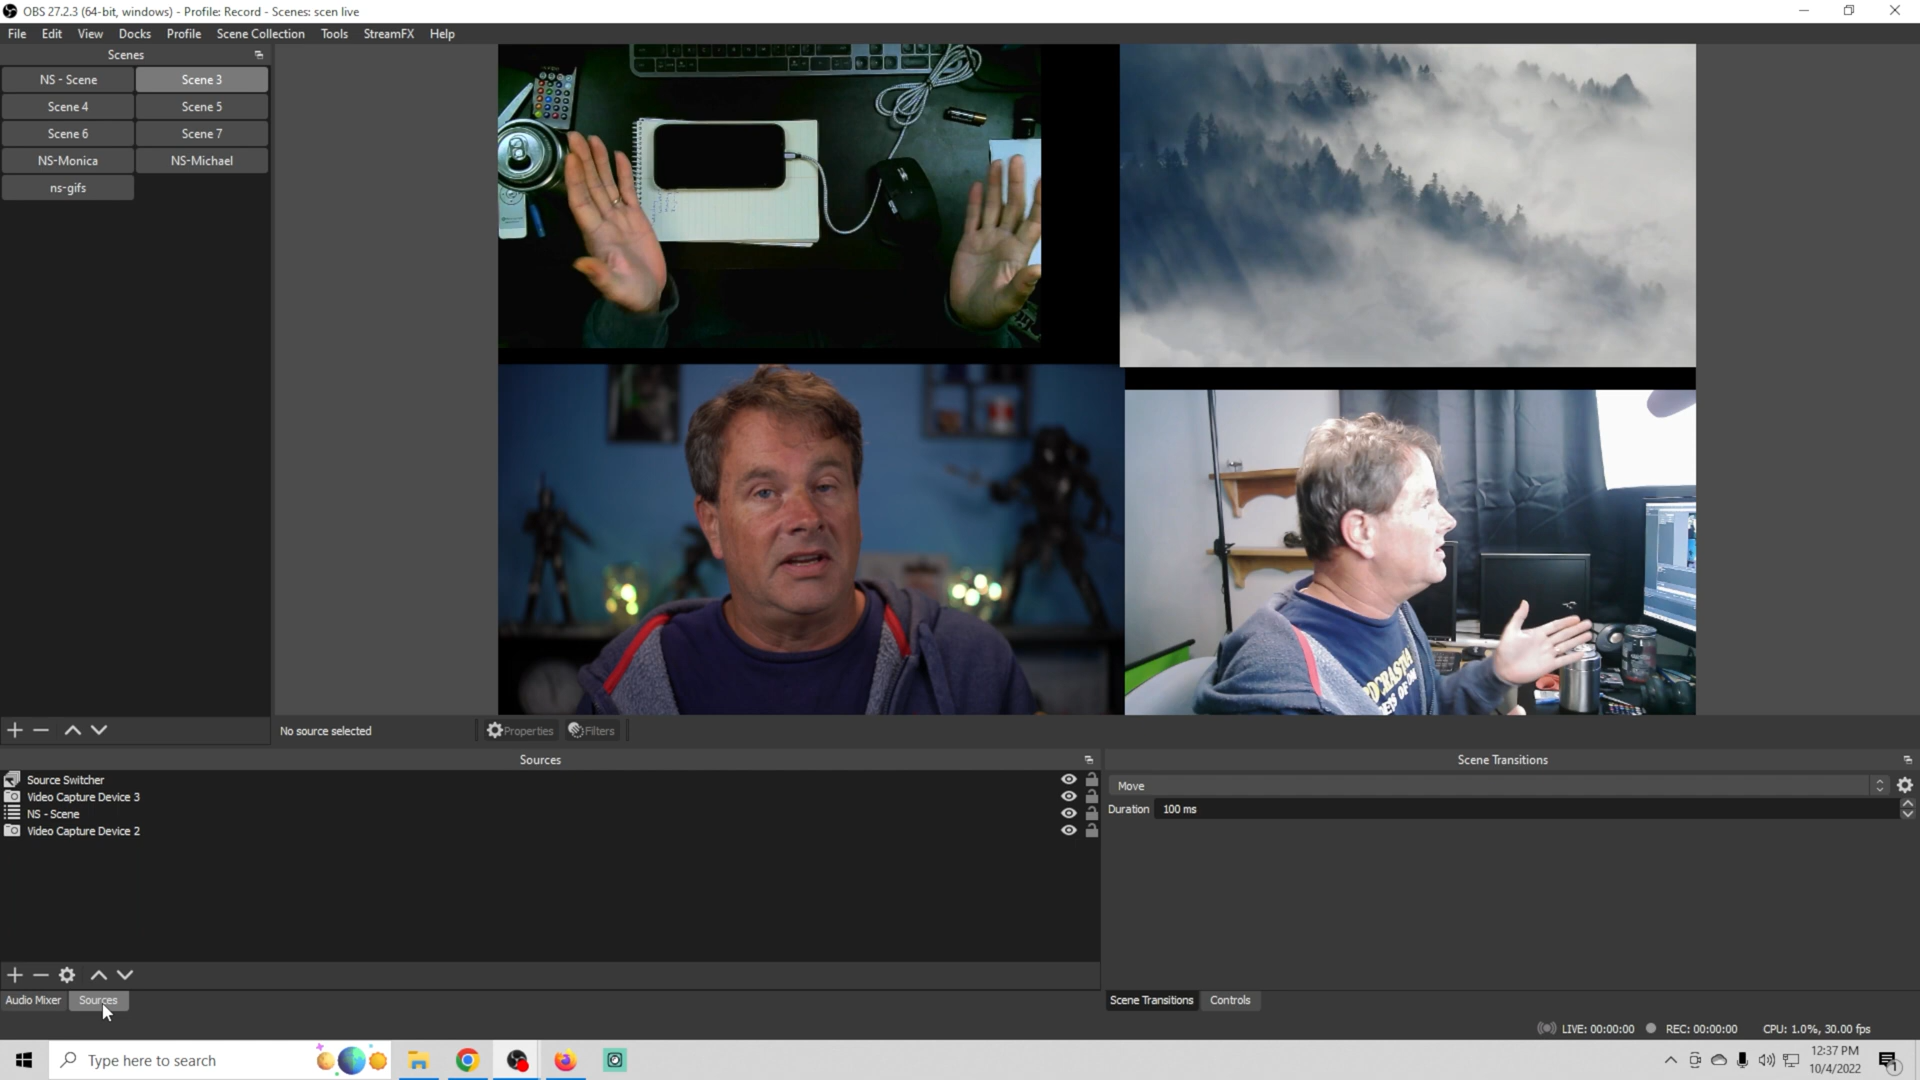 OBS 27.2.3 (64-bit, windows) - Profile: Record - Scenes: scen live
File Edit View Docks Profile Scene Collection Tools StreamFX Help
Scenes
NS - Scene Scene 3
Scene 4 Scene 5
Scene 6 Scene 7
NS-Monica NS-Michael
ns-gifs
No source selected Properties Filters
Sources
Source Switcher
Video Capture Device 3
NS - Scene
Video Capture Device 2
Scene Transitions
Move
Duration 100 ms
Audio Mixer Sources
Scene Transitions Controls
LIVE: 00:00:00 REC: 00:00:00 CPU: 1.0%, 30.00 fps
Type here to search
12:37 PM
10/4/2022
1